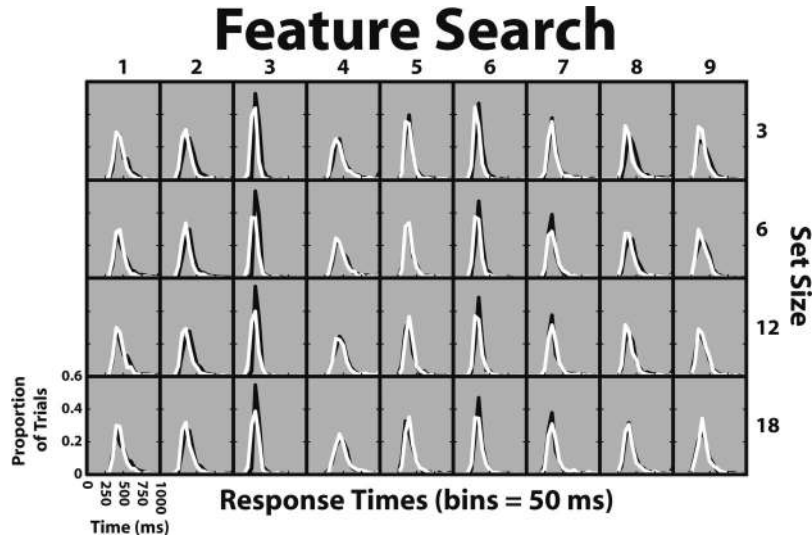 Feature Search
1 2 3 4 5 6 7 8 9
3
6
12
18
Set Size
0.6
0.4
0.2
0
Proportion
of Trials
0 250 500 750 1000
Time (ms)
Response Times (bins = 50 ms)